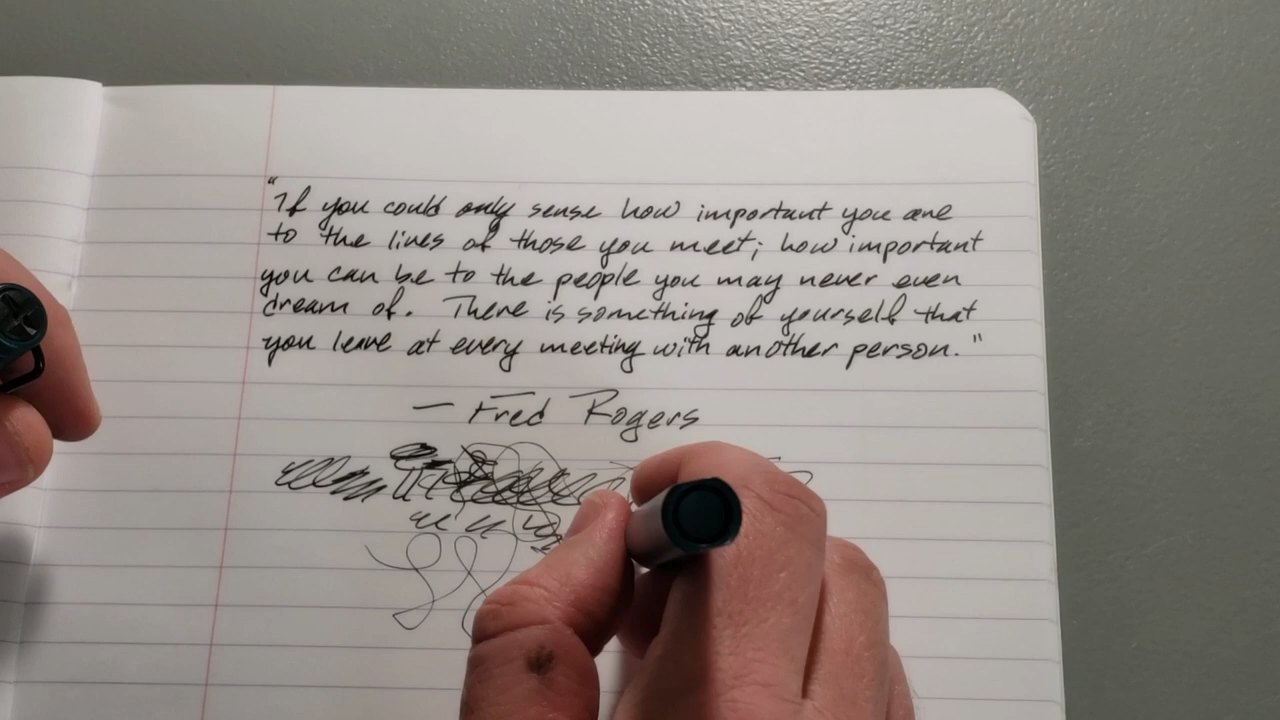 "If you could only sense how important you are
to the lives of those you meet; how important
you can be to the people you may never even
dream of. There is something of yourself that
you leave at every meeting with another person."
— Fred Rogers